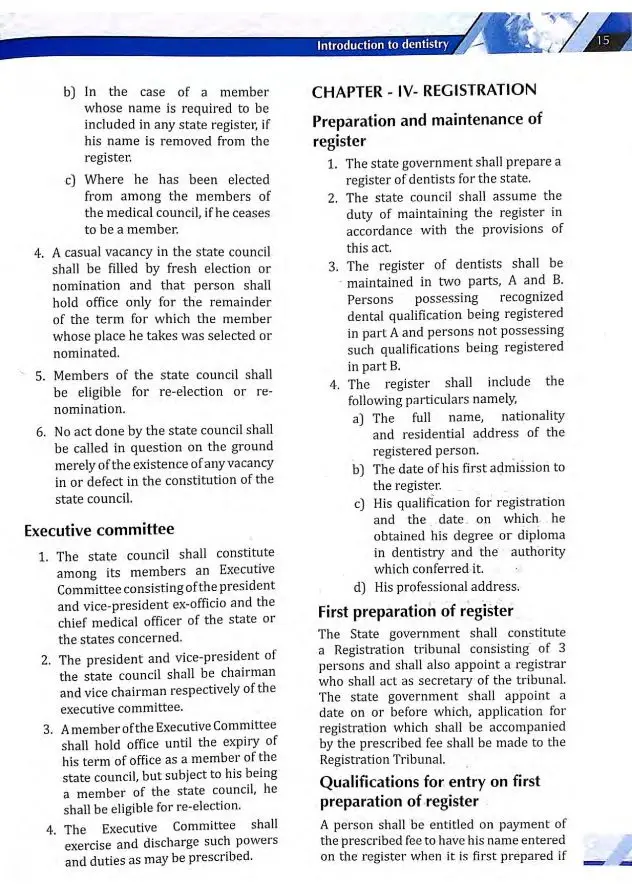 Introduction to dentistry
15
b) In the case of a member
whose name is required to be
included in any state register, if
his name is removed from the
register.
c) Where he has been elected
from among the members of
the medical council, if he ceases
to be a member.
4. A casual vacancy in the state council
shall be filled by fresh election or
nomination and that person shall
hold office only for the remainder
of the term for which the member
whose place he takes was selected or
nominated.
5. Members of the state council shall
be eligible for re-election or re-
nomination.
6. No act done by the state council shall
be called in question on the ground
merely of the existence of any vacancy
in or defect in the constitution of the
state council.
Executive committee
1. The state council shall constitute
among its members an Executive
Committee consisting of the president
and vice-president ex-officio and the
chief medical officer of the state or
the states concerned.
2. The president and vice-president of
the state council shall be chairman
and vice chairman respectively of the
executive committee.
3. A member of the Executive Committee
shall hold office until the expiry of
his term of office as a member of the
state council, but subject to his being
a member of the state council, he
shall be eligible for re-election.
4. The Executive Committee shall
exercise and discharge such powers
and duties as may be prescribed.
CHAPTER - IV- REGISTRATION
Preparation and maintenance of
register
1. The state government shall prepare a
register of dentists for the state.
2. The state council shall assume the
duty of maintaining the register in
accordance with the provisions of
this act.
3. The register of dentists shall be
maintained in two parts, A and B.
Persons possessing recognized
dental qualification being registered
in part A and persons not possessing
such qualifications being registered
in part B.
4. The register shall include the
following particulars namely,
a) The full name, nationality
and residential address of the
registered person.
b) The date of his first admission to
the register.
c) His qualification for registration
and the date on which he
obtained his degree or diploma
in dentistry and the authority
which conferred it.
d) His professional address.
First preparation of register
The State government shall constitute
a Registration tribunal consisting of 3
persons and shall also appoint a registrar
who shall act as secretary of the tribunal.
The state government shall appoint a
date on or before which, application for
registration which shall be accompanied
by the prescribed fee shall be made to the
Registration Tribunal.
Qualifications for entry on first
preparation of register
A person shall be entitled on payment of
the prescribed fee to have his name entered
on the register when it is first prepared if